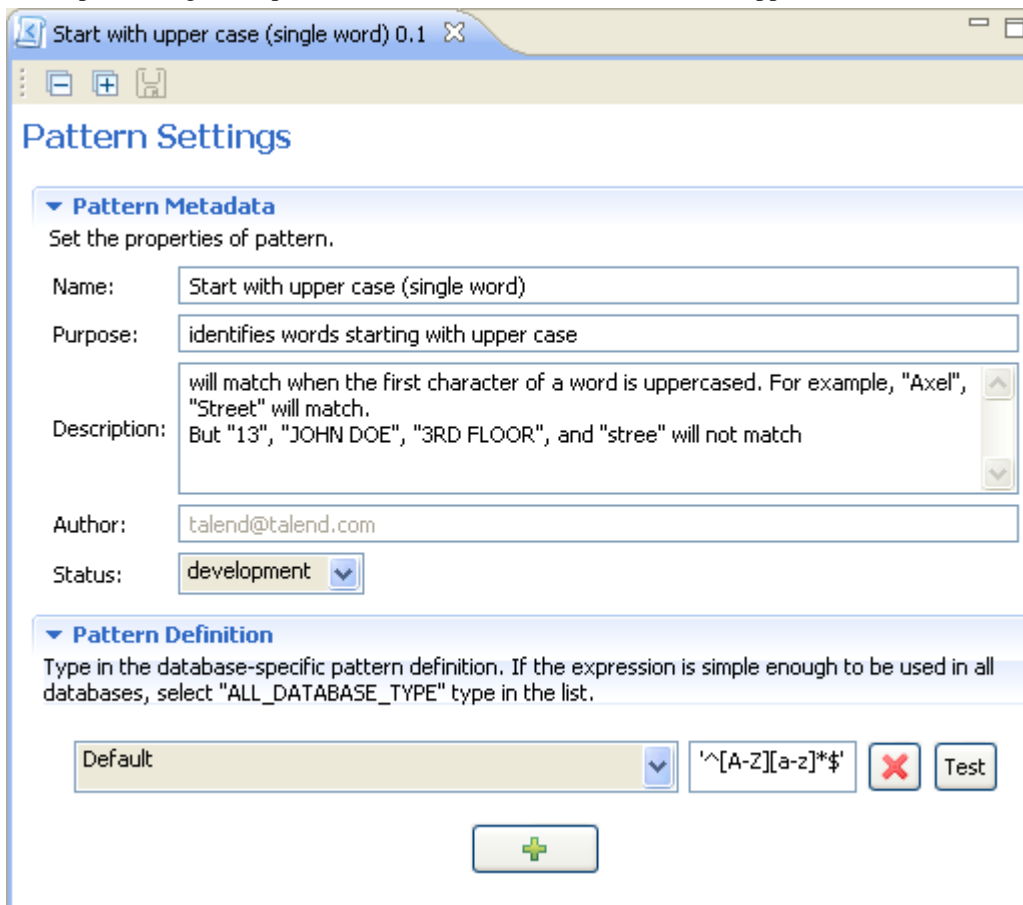 Start with upper case (single word) 0.1
Pattern Settings
Pattern Metadata
Set the properties of pattern.
Name: Start with upper case (single word)
Purpose: identifies words starting with upper case
will match when the first character of a word is uppercased. For example, "Axel",
"Street" will match.
Description: But "13", "JOHN DOE", "3RD FLOOR", and "stree" will not match
Author: talend@talend.com
Status: development
Pattern Definition
Type in the database-specific pattern definition. If the expression is simple enough to be used in all
databases, select "ALL_DATABASE_TYPE" type in the list.
Default '^[A-Z][a-z]*$' Test